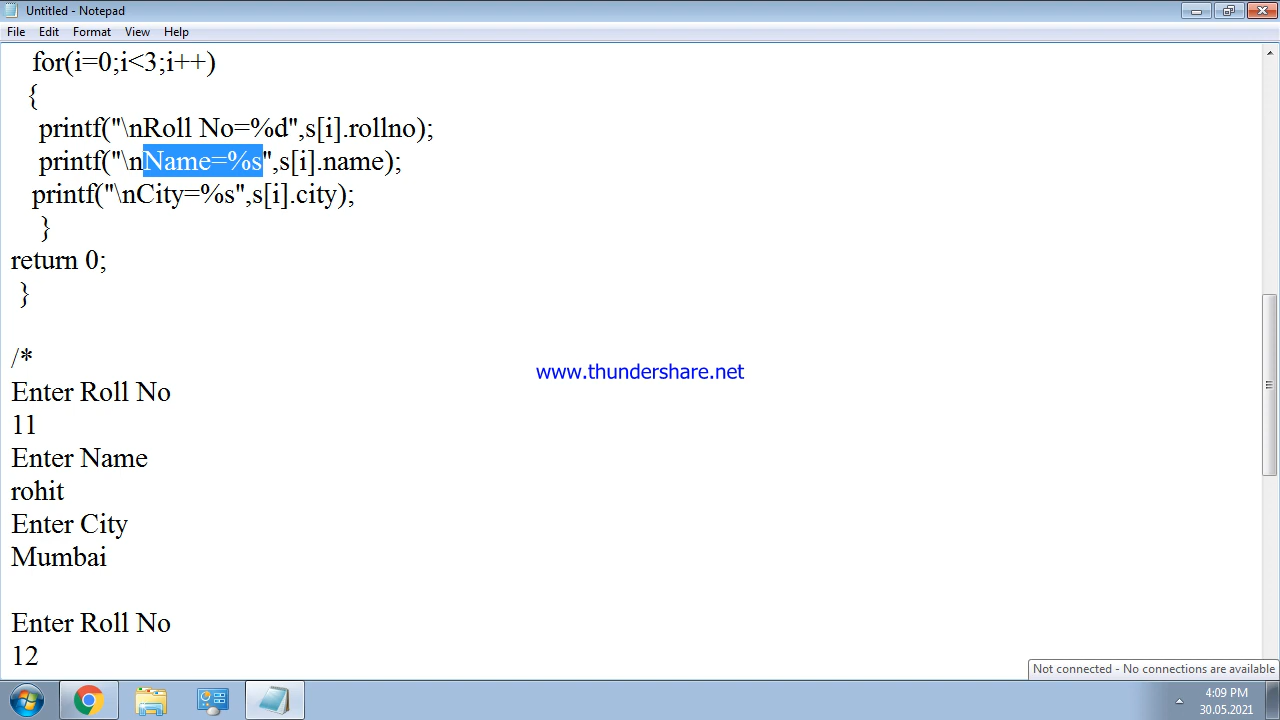 Untitled - Notepad
File Edit Format View Help
for(i=0;i<3;i++)
{
printf("\nRoll No=%d",s[i].rollno);
printf("\nName=%s",s[i].name);
printf("\nCity=%s",s[i].city);
}
return 0;
}
/*
www.thundershare.net
Enter Roll No
11
Enter Name
rohit
Enter City
Mumbai
Enter Roll No
12
Not connected - No connections are available
4:09 PM
30.05.2021